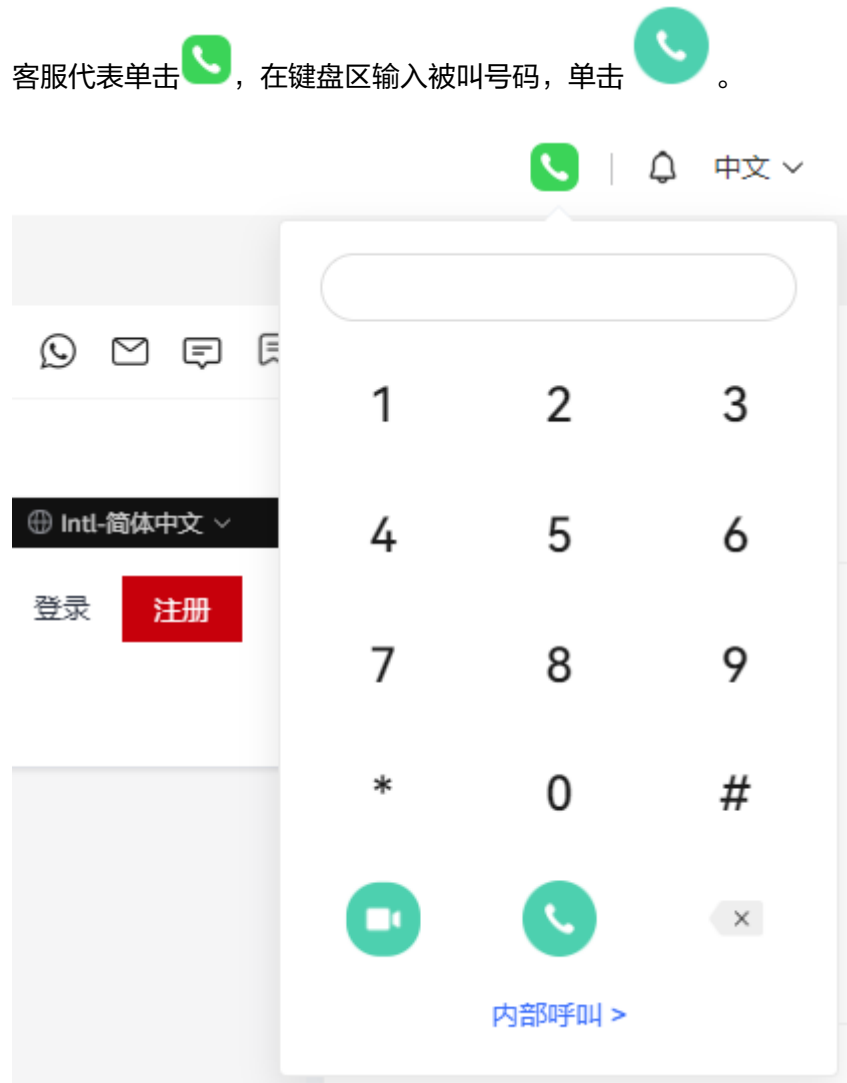 客服代表单击，在键盘区输入被叫号码，单击。
中文
1 2 3
Intl-简体中文
4 5 6
登录 注册
7 8 9
* 0 #
内部呼叫 >